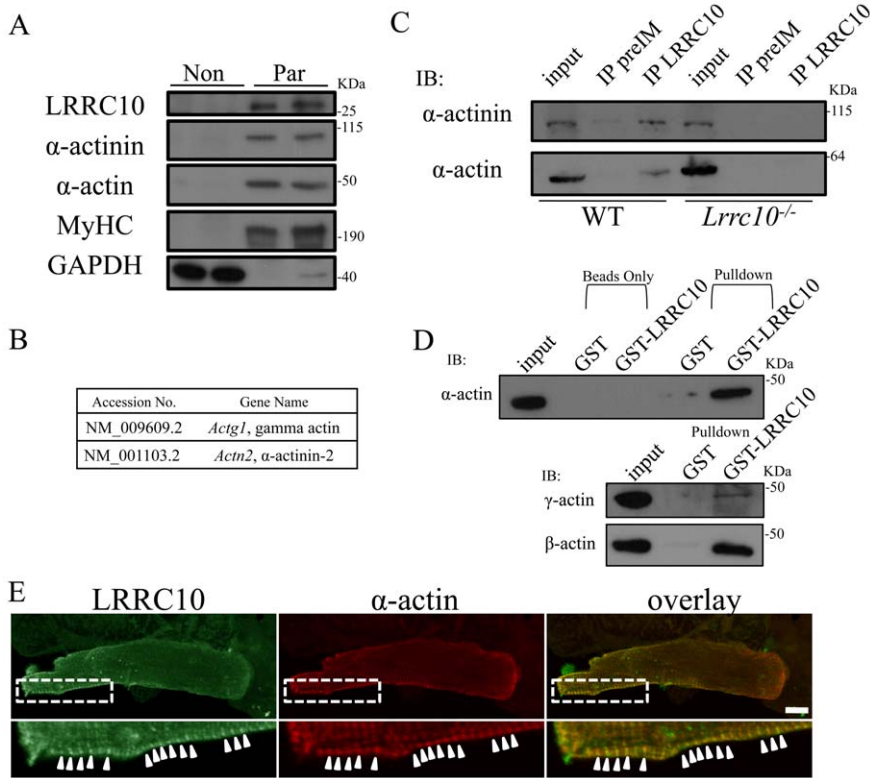 A
Non Par
KDa
LRRC10
-25
-115
α-actinin
α-actin
-50
MyHC
-190
GAPDH
-40
B
Accession No. Gene Name
NM_009609.2 Actg1, gamma actin
NM_001103.2 Actn2, α-actinin-2
C
IB:
input IP preIM IP LRRC10 input IP preIM IP LRRC10
KDa
-115
α-actinin
-64
α-actin
WT Lrrc10-/-
D
Beads Only Pulldown
IB:
input GST GST-LRRC10 GST GST-LRRC10
KDa
-50
α-actin
Pulldown
IB:
input GST GST-LRRC10
KDa
-50
γ-actin
-50
β-actin
E
LRRC10 α-actin overlay